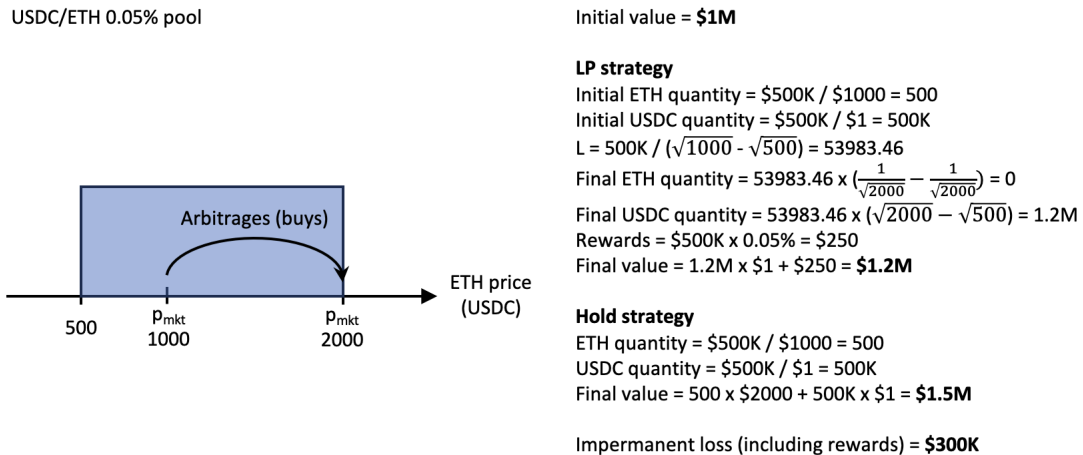 USDC/ETH 0.05% pool
Arbitrages (buys)
ETH price
(USDC)
500
pmkt
1000
pmkt
2000
Initial value = $1M
LP strategy
Initial ETH quantity = $500K / $1000 = 500
Initial USDC quantity = $500K / $1 = 500K
L = 500K / (√1000 - √500) = 53983.46
Final ETH quantity = 53983.46 x (1/√2000 − 1/√2000) = 0
Final USDC quantity = 53983.46 x (√2000 − √500) = 1.2M
Rewards = $500K x 0.05% = $250
Final value = 1.2M x $1 + $250 = $1.2M
Hold strategy
ETH quantity = $500K / $1000 = 500
USDC quantity = $500K / $1 = 500K
Final value = 500 x $2000 + 500K x $1 = $1.5M
Impermanent loss (including rewards) = $300K